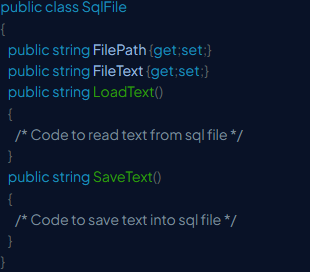 public class SqlFile
{
public string FilePath {get;set;}
public string FileText {get;set;}
public string LoadText()
{
/* Code to read text from sql file */
}
public string SaveText()
{
/* Code to save text into sql file */
}
}